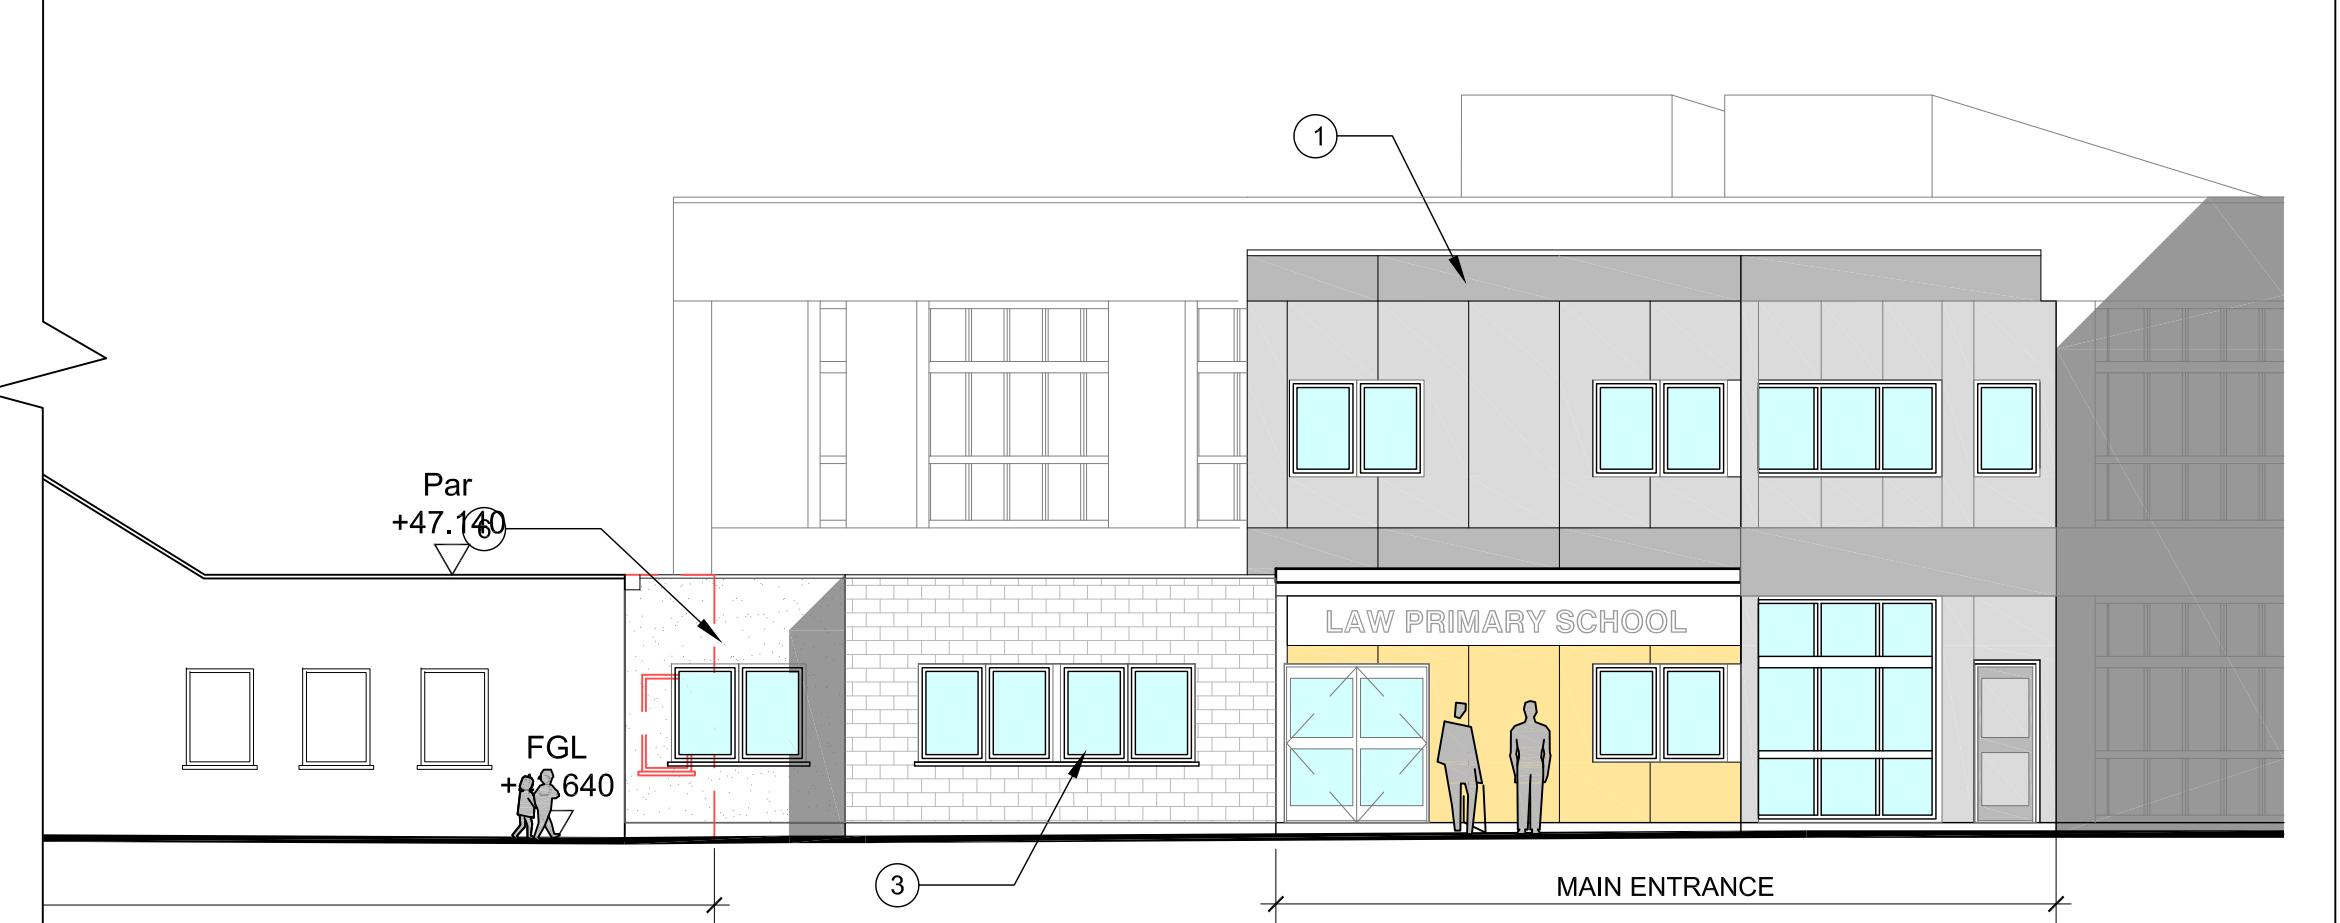 1
Par
+47.140
6
LAW PRIMARY SCHOOL
FGL
640
3
MAIN ENTRANCE